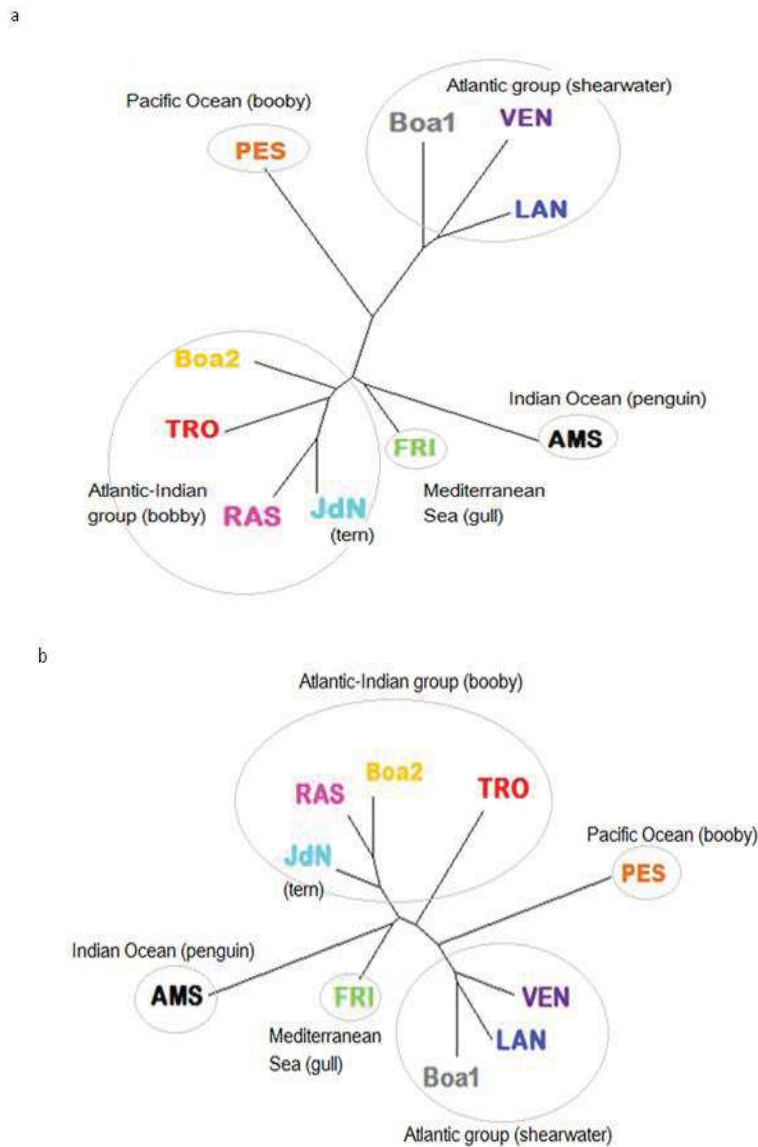 a
Atlantic group (shearwater)
Pacific Ocean (booby)
Boa1
VEN
PES
LAN
Boa2
Indian Ocean (penguin)
TRO
AMS
FRI
Atlantic-Indian
group (bobby)
Mediterranean
Sea (gull)
RAS
JdN
(tern)
b
Atlantic-Indian group (booby)
Boa2
RAS
TRO
Pacific Ocean (booby)
JdN
(tern)
PES
Indian Ocean (penguin)
AMS
FRI
VEN
Mediterranean
Sea (gull)
LAN
Boa1
Atlantic group (shearwater)